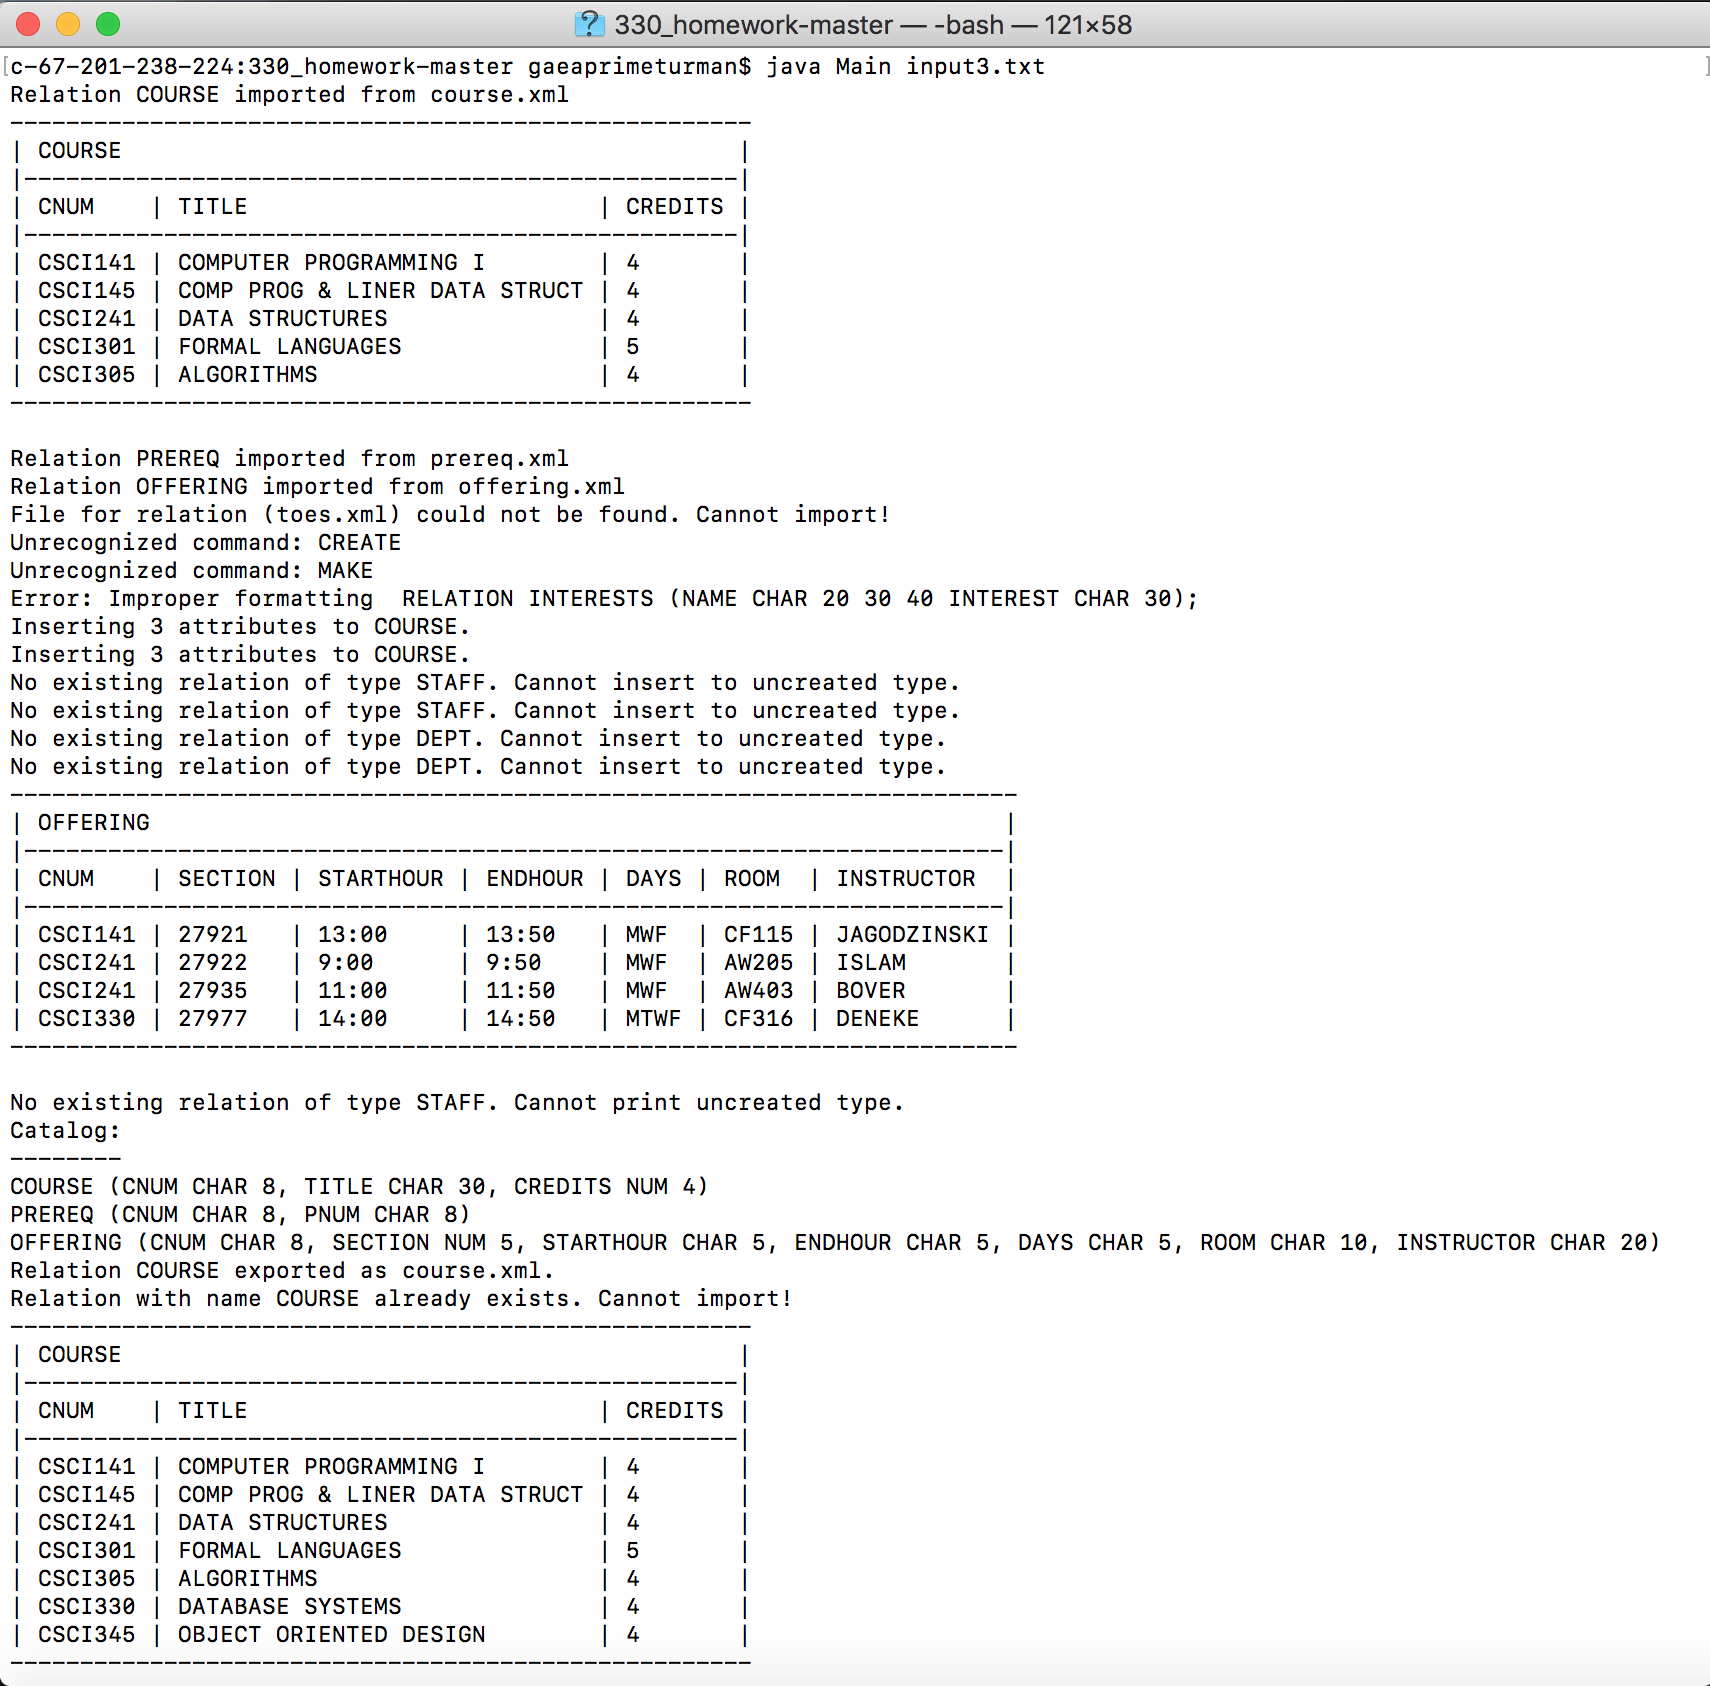 330_homework-master — -bash — 121×58
[c-67-201-238-224:330_homework-master gaeaprimeturman$ java Main input3.txt ]
Relation COURSE imported from course.xml
-----------------------------------------------------
| COURSE                                            |
|---------------------------------------------------|
| CNUM    | TITLE                         | CREDITS |
|---------------------------------------------------|
| CSCI141 | COMPUTER PROGRAMMING I        | 4       |
| CSCI145 | COMP PROG & LINER DATA STRUCT | 4       |
| CSCI241 | DATA STRUCTURES               | 4       |
| CSCI301 | FORMAL LANGUAGES              | 5       |
| CSCI305 | ALGORITHMS                    | 4       |
-----------------------------------------------------

Relation PREREQ imported from prereq.xml
Relation OFFERING imported from offering.xml
File for relation (toes.xml) could not be found. Cannot import!
Unrecognized command: CREATE
Unrecognized command: MAKE
Error: Improper formatting  RELATION INTERESTS (NAME CHAR 20 30 40 INTEREST CHAR 30);
Inserting 3 attributes to COURSE.
Inserting 3 attributes to COURSE.
No existing relation of type STAFF. Cannot insert to uncreated type.
No existing relation of type STAFF. Cannot insert to uncreated type.
No existing relation of type DEPT. Cannot insert to uncreated type.
No existing relation of type DEPT. Cannot insert to uncreated type.
------------------------------------------------------------------------
| OFFERING                                                             |
|----------------------------------------------------------------------|
| CNUM    | SECTION | STARTHOUR | ENDHOUR | DAYS | ROOM  | INSTRUCTOR  |
|----------------------------------------------------------------------|
| CSCI141 | 27921   | 13:00     | 13:50   | MWF  | CF115 | JAGODZINSKI |
| CSCI241 | 27922   | 9:00      | 9:50    | MWF  | AW205 | ISLAM       |
| CSCI241 | 27935   | 11:00     | 11:50   | MWF  | AW403 | BOVER       |
| CSCI330 | 27977   | 14:00     | 14:50   | MTWF | CF316 | DENEKE      |
------------------------------------------------------------------------

No existing relation of type STAFF. Cannot print uncreated type.
Catalog:
--------
COURSE (CNUM CHAR 8, TITLE CHAR 30, CREDITS NUM 4)
PREREQ (CNUM CHAR 8, PNUM CHAR 8)
OFFERING (CNUM CHAR 8, SECTION NUM 5, STARTHOUR CHAR 5, ENDHOUR CHAR 5, DAYS CHAR 5, ROOM CHAR 10, INSTRUCTOR CHAR 20)
Relation COURSE exported as course.xml.
Relation with name COURSE already exists. Cannot import!
-----------------------------------------------------
| COURSE                                            |
|---------------------------------------------------|
| CNUM    | TITLE                         | CREDITS |
|---------------------------------------------------|
| CSCI141 | COMPUTER PROGRAMMING I        | 4       |
| CSCI145 | COMP PROG & LINER DATA STRUCT | 4       |
| CSCI241 | DATA STRUCTURES               | 4       |
| CSCI301 | FORMAL LANGUAGES              | 5       |
| CSCI305 | ALGORITHMS                    | 4       |
| CSCI330 | DATABASE SYSTEMS              | 4       |
| CSCI345 | OBJECT ORIENTED DESIGN        | 4       |
-----------------------------------------------------